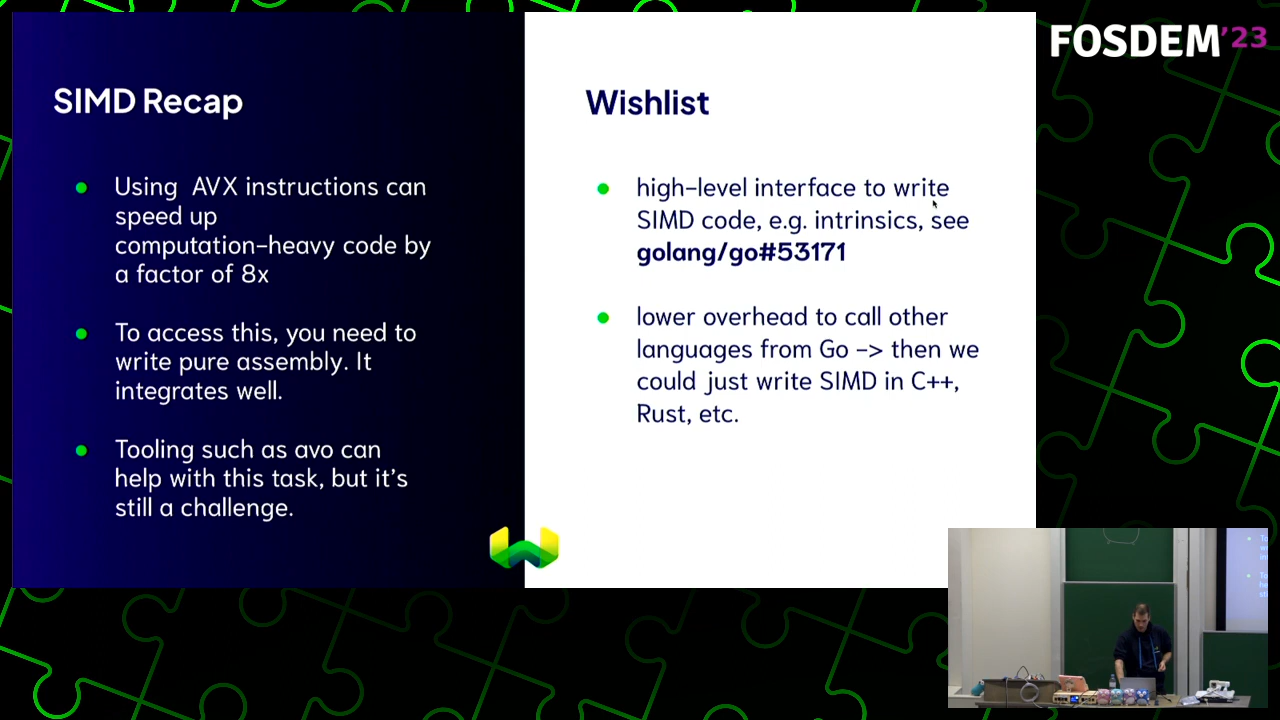 FOSDEM'23
SIMD Recap
Using AVX instructions can
speed up
computation-heavy code by
a factor of 8x
To access this, you need to
write pure assembly. It
integrates well.
Tooling such as avo can
help with this task, but it's
still a challenge.
Wishlist
high-level interface to write
SIMD code, e.g. intrinsics, see
golang/go#53171
lower overhead to call other
languages from Go -> then we
could just write SIMD in C++,
Rust, etc.